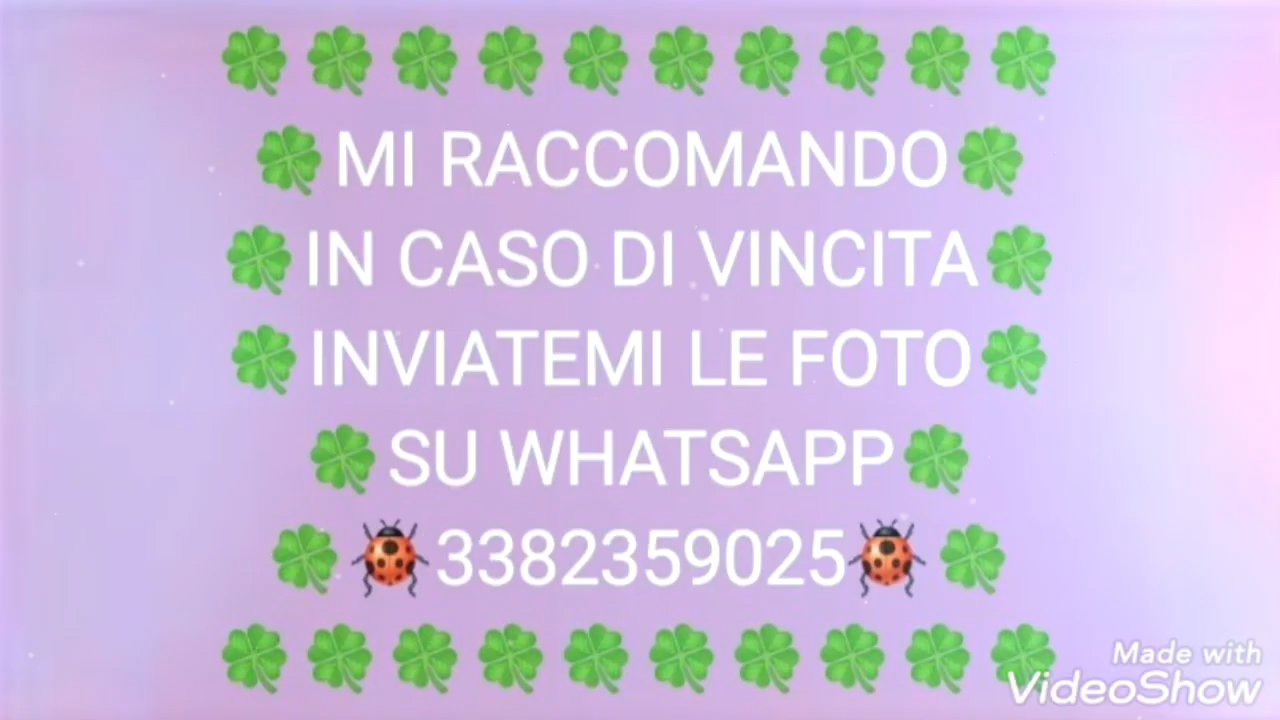 🍀🍀🍀🍀🍀🍀🍀🍀🍀🍀
🍀MI RACCOMANDO🍀
🍀IN CASO DI VINCITA🍀
🍀INVIATEMI LE FOTO🍀
🍀SU WHATSAPP🍀
🍀🐞3382359025🐞🍀
🍀🍀🍀🍀🍀🍀🍀🍀🍀🍀
Made with
VideoShow